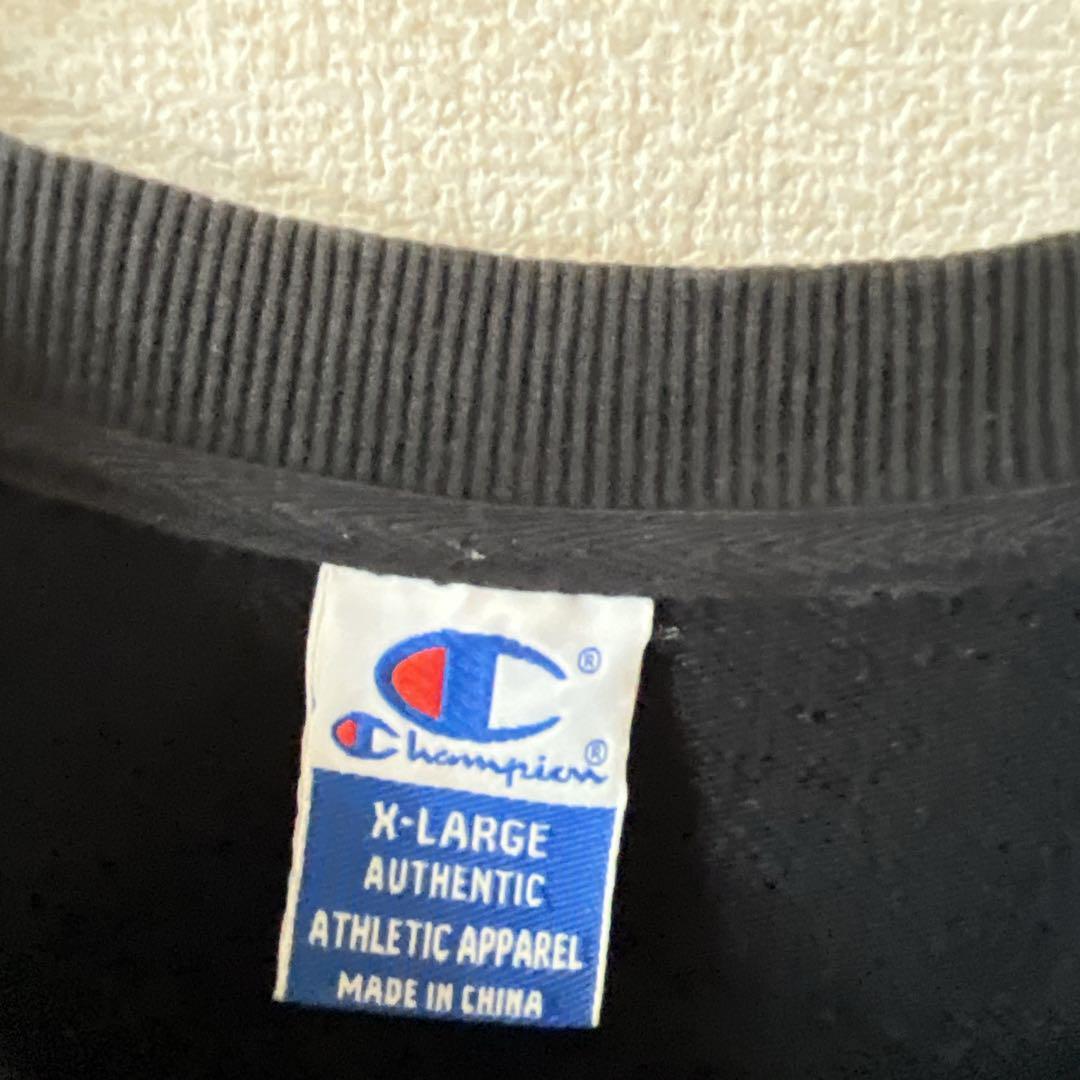 ®
Champion®
X-LARGE
AUTHENTIC
ATHLETIC APPAREL
MADE IN CHINA